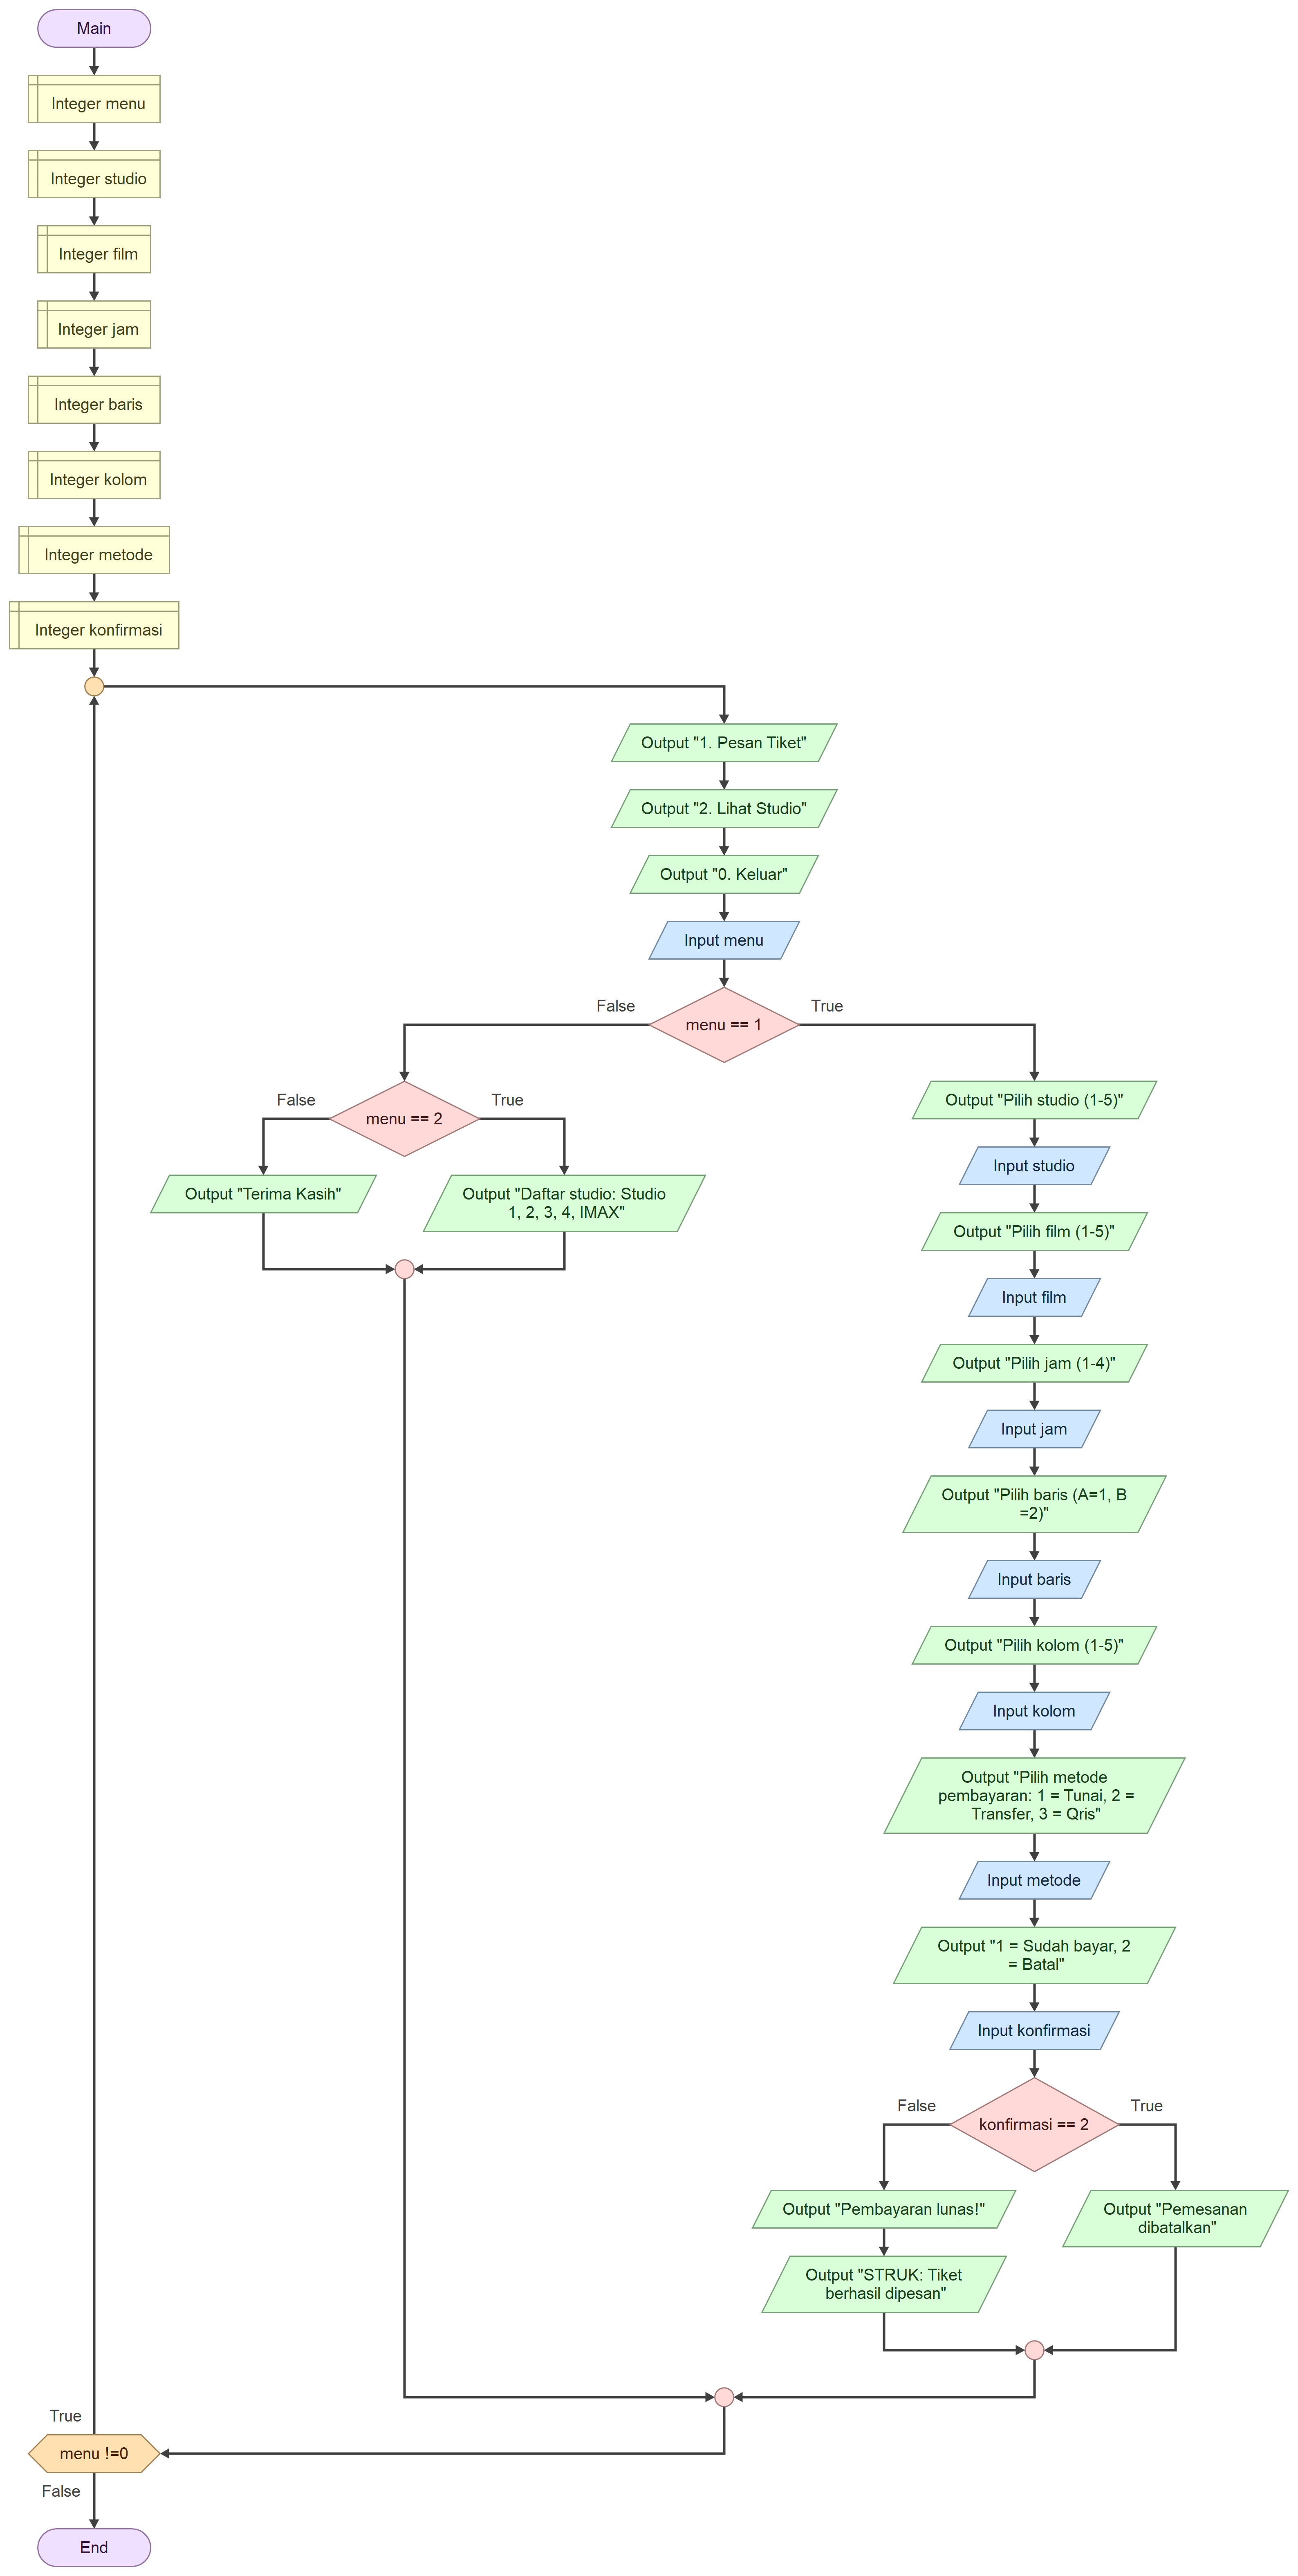 Main
Integer menu
Integer studio
Integer film
Integer jam
Integer baris
Integer kolom
Integer metode
Integer konfirmasi
Output "1. Pesan Tiket"
Output "2. Lihat Studio"
Output "0. Keluar"
Input menu
False
True
menu == 1
False
True
menu == 2
Output "Terima Kasih"
Output "Daftar studio: Studio
1, 2, 3, 4, IMAX"
Output "Pilih studio (1-5)"
Input studio
Output "Pilih film (1-5)"
Input film
Output "Pilih jam (1-4)"
Input jam
Output "Pilih baris (A=1, B
=2)"
Input baris
Output "Pilih kolom (1-5)"
Input kolom
Output "Pilih metode
pembayaran: 1 = Tunai, 2 =
Transfer, 3 = Qris"
Input metode
Output "1 = Sudah bayar, 2
= Batal"
Input konfirmasi
False
True
konfirmasi == 2
Output "Pembayaran lunas!"
Output "STRUK: Tiket
berhasil dipesan"
Output "Pemesanan
dibatalkan"
True
menu !=0
False
End